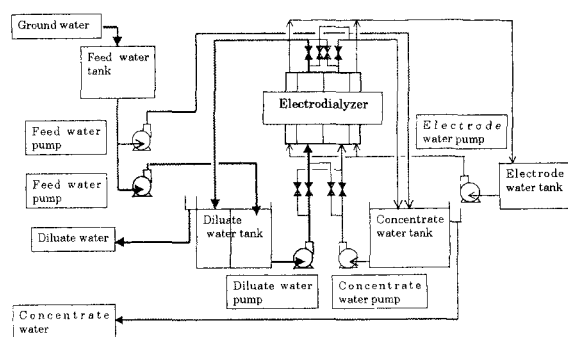 Ground water
Feed water
tank
Electrodialyzer
Feed water
pump
Electrode
water pump
Feed water
pump
Electrode
water tank
Diluate
water tank
Concentrate
water tank
Diluate water
Diluate water
pump
Concentrate
water pump
Concentrate
water